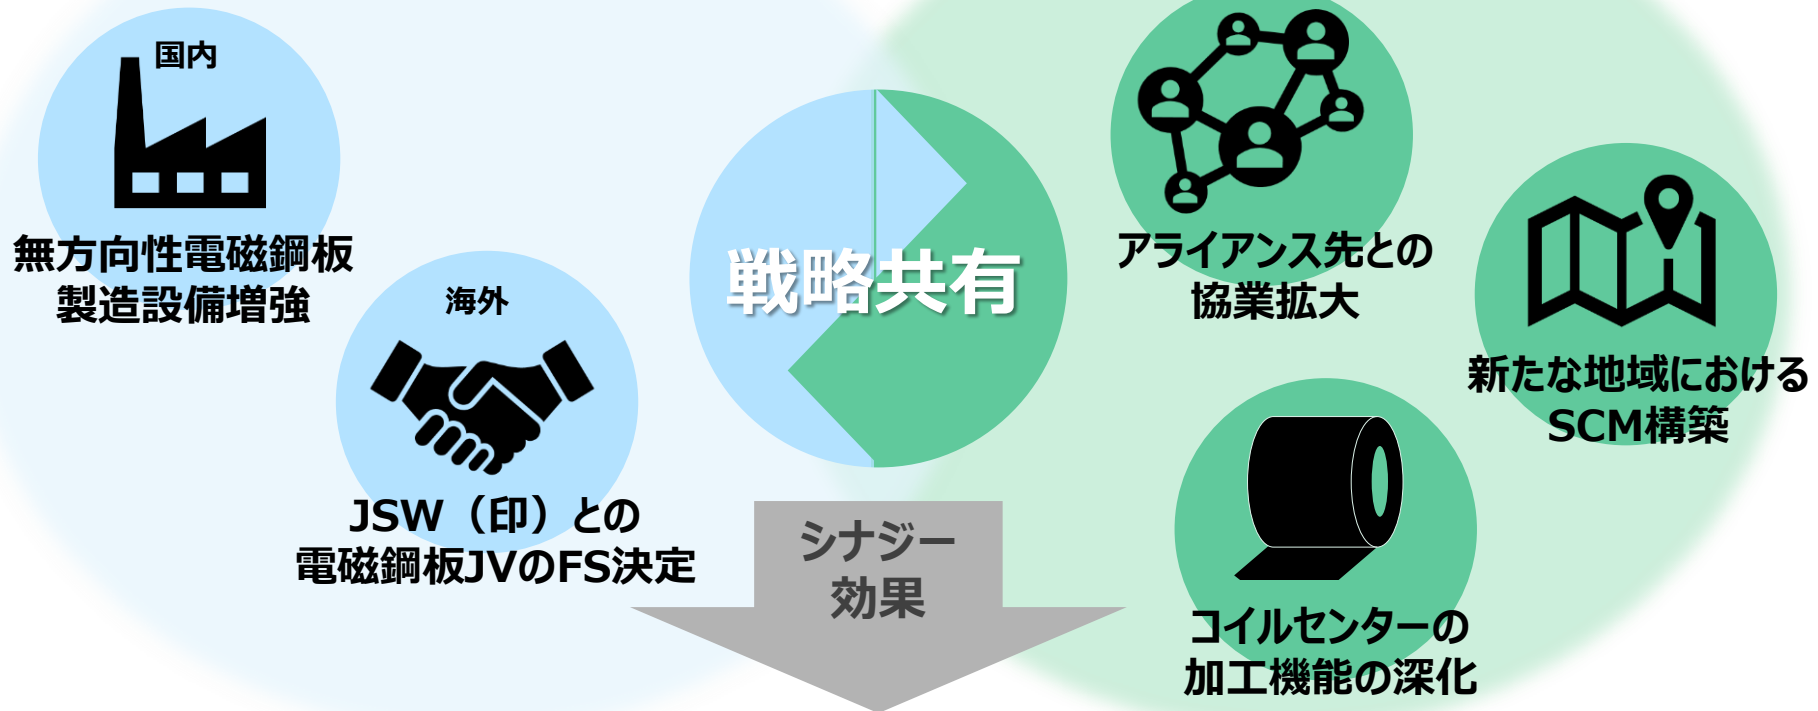 国内
無方向性電磁鋼板
製造設備増強
海外
JSW（印）との
電磁鋼板JVのFS決定
戦略共有
シナジー
効果
アライアンス先との
協業拡大
新たな地域における
SCM構築
コイルセンターの
加工機能の深化